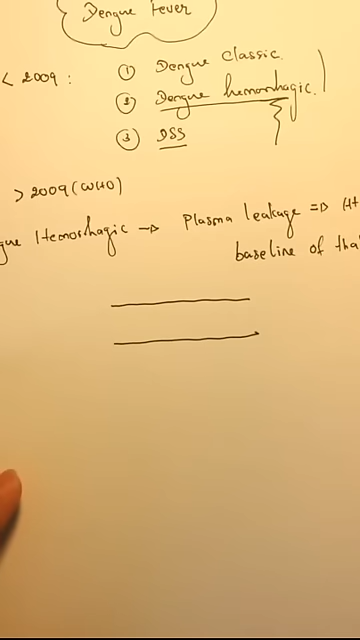 Dengue Fever
< 2009 : ① Dengue classic.
② Dengue hemorrhagic.
③ DSS
> 2009 (WHO)
gue Hemorrhagic → Plasma leakage ⇒ Ht
baseline of tha